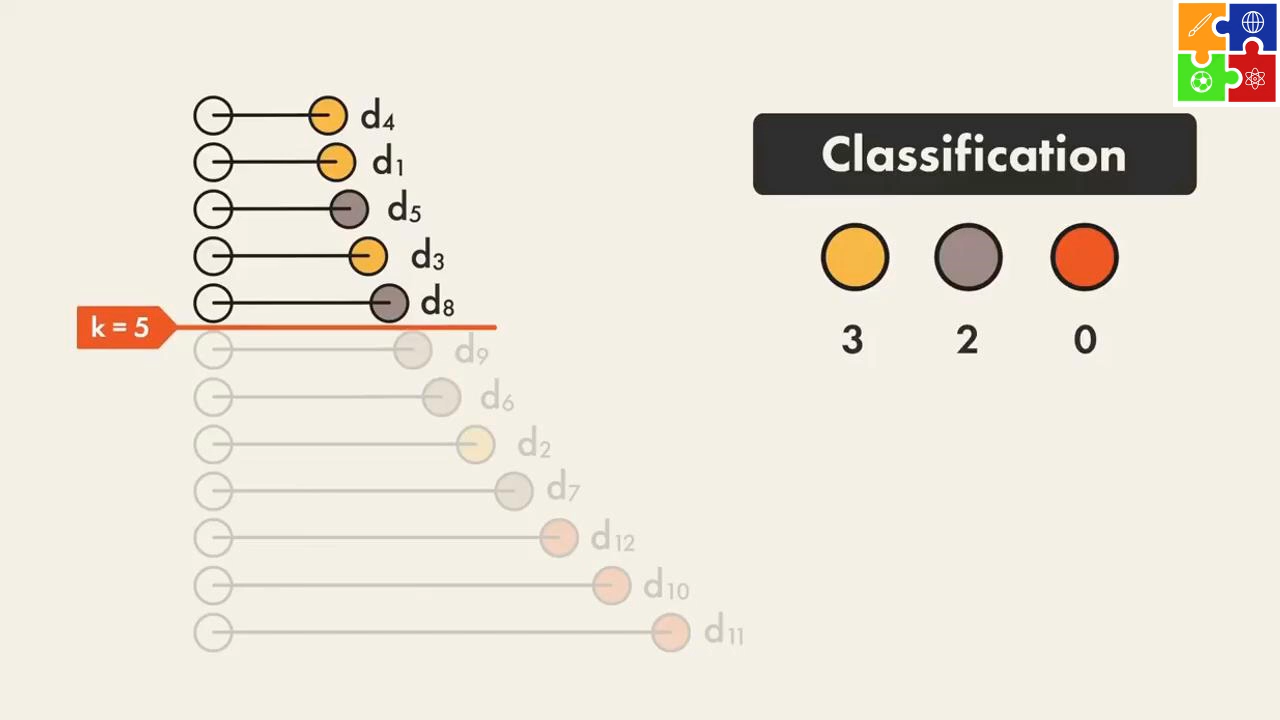 d₄
d₁
d₅
d₃
d₈
k = 5
d₉
d₆
d₂
d₇
d₁₂
d₁₀
d₁₁
Classification
3 2 0